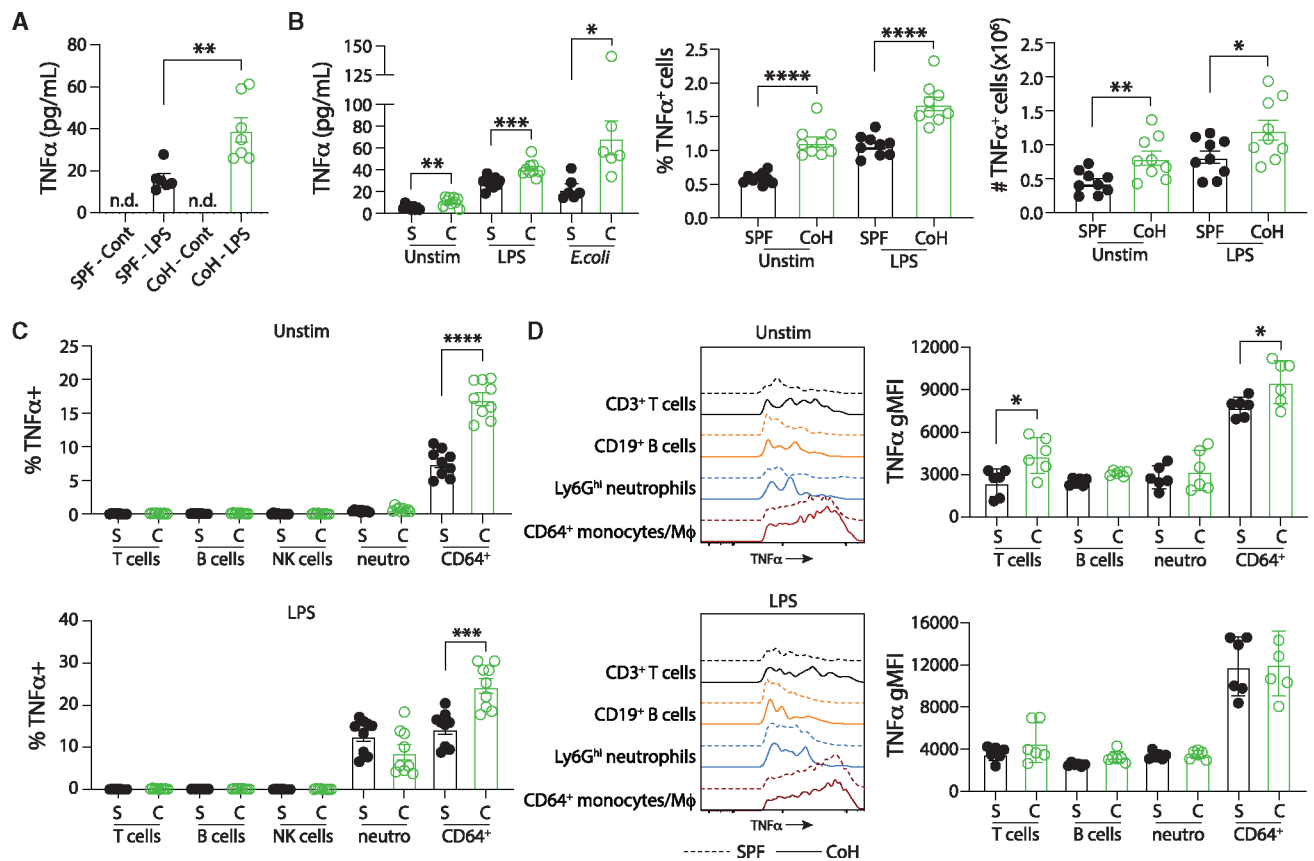 A
TNFα (pg/mL)
80
60
40
20
0
n.d.
n.d.
**
SPF - Cont
SPF - LPS
CoH - Cont
CoH - LPS
B
TNFα (pg/mL)
150
125
100
80
60
40
20
0
**
***
*
S C S C S C
Unstim LPS E.coli
% TNFα⁺ cells
2.5
2.0
1.5
1.0
0.5
0.0
****
****
SPF CoH SPF CoH
Unstim LPS
# TNFα⁺ cells (x10⁶)
2.5
2.0
1.5
1.0
0.5
0.0
**
*
SPF CoH SPF CoH
Unstim LPS
C
Unstim
% TNFα+
25
20
15
10
5
0
****
S C S C S C S C S C
T cells B cells NK cells neutro CD64⁺
LPS
% TNFα+
40
30
20
10
0
***
S C S C S C S C S C
T cells B cells NK cells neutro CD64⁺
D
Unstim
CD3⁺ T cells
CD19⁺ B cells
Ly6Gʰⁱ neutrophils
CD64⁺ monocytes/Mϕ
TNFα
TNFα gMFI
12000
9000
6000
3000
0
*
*
S C S C S C S C
T cells B cells neutro CD64⁺
LPS
CD3⁺ T cells
CD19⁺ B cells
Ly6Gʰⁱ neutrophils
CD64⁺ monocytes/Mϕ
TNFα
SPF CoH
TNFα gMFI
16000
12000
8000
4000
0
S C S C S C S C
T cells B cells neutro CD64⁺